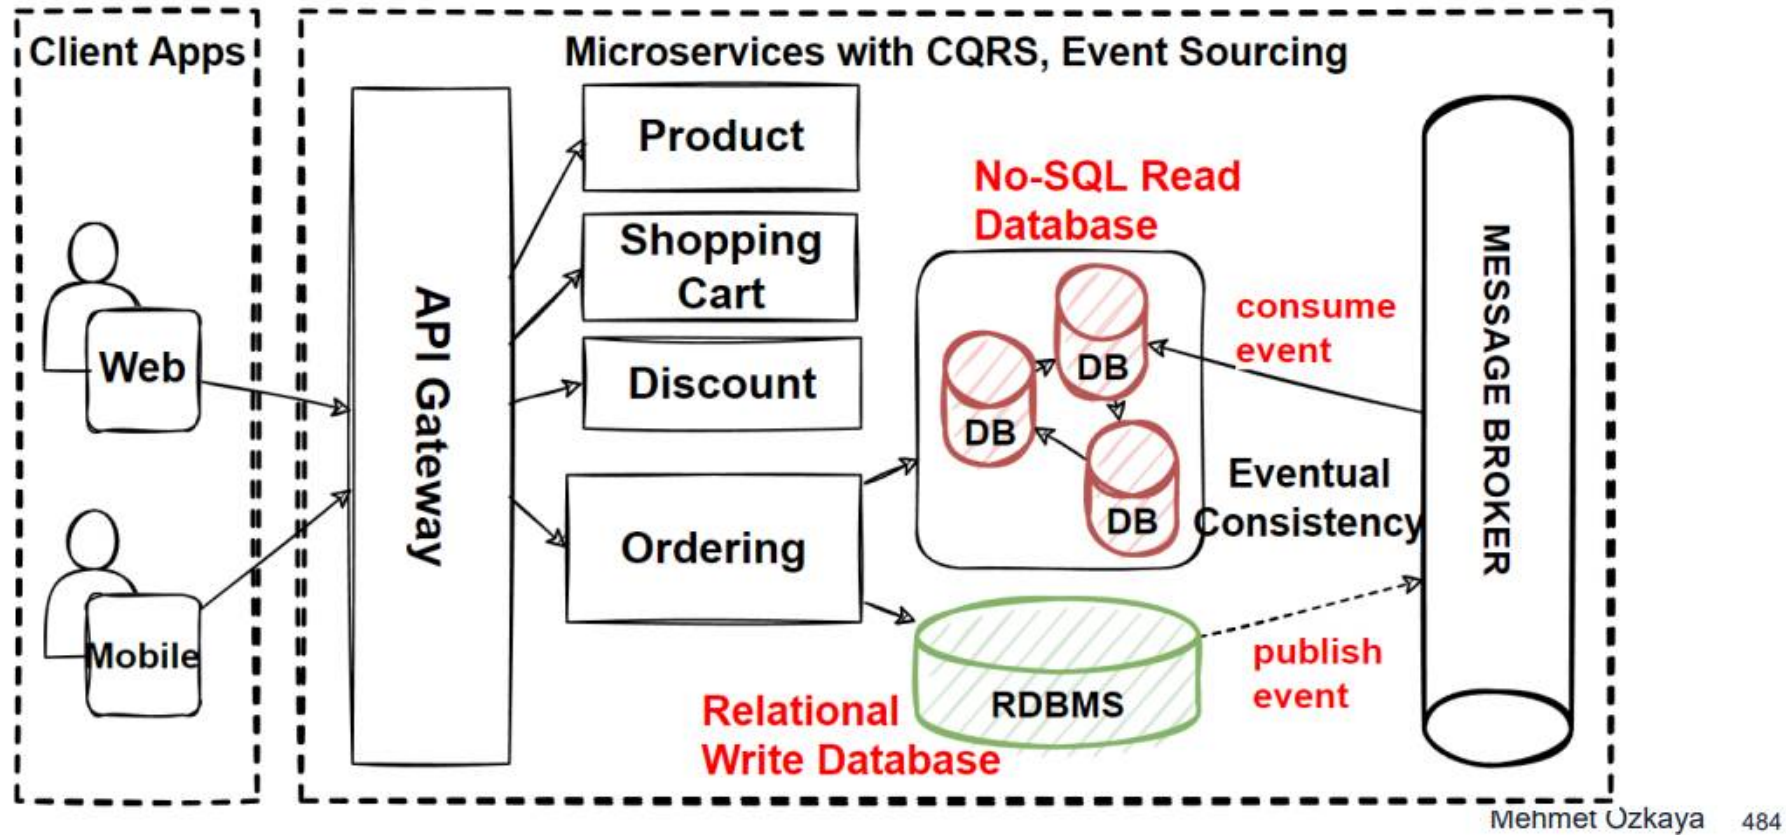 Client Apps
Microservices with CQRS, Event Sourcing
Web
Mobile
API Gateway
Product
Shopping
Cart
Discount
Ordering
No-SQL Read
Database
DB
DB
DB
consume
event
Eventual
Consistency
MESSAGE BROKER
publish
event
Relational
Write Database
RDBMS
Mehmet Ozkaya
484